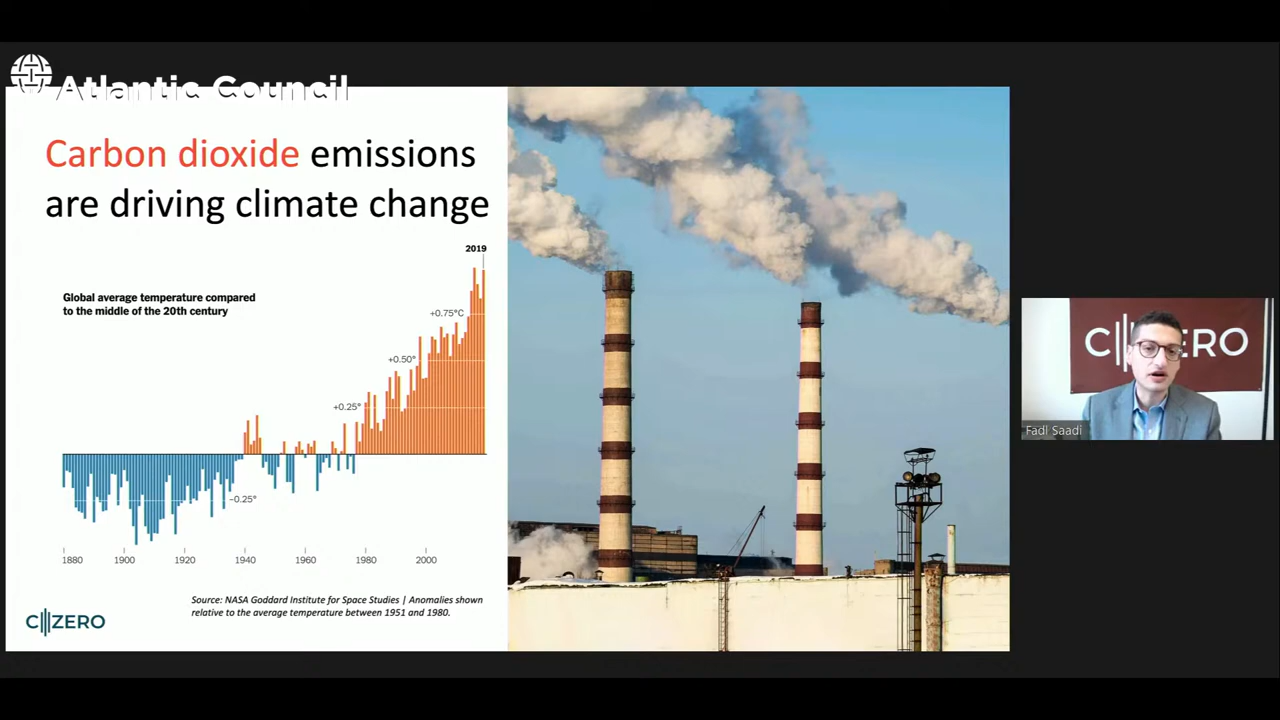 Atlantic Council
Carbon dioxide emissions
are driving climate change
2019
Global average temperature compared
to the middle of the 20th century
+0.75°C
+0.50°
+0.25°
-0.25°
1880 1900 1920 1940 1960 1980 2000
Source: NASA Goddard Institute for Space Studies | Anomalies shown
relative to the average temperature between 1951 and 1980.
C ZERO
C ERO
Fadl Saadi